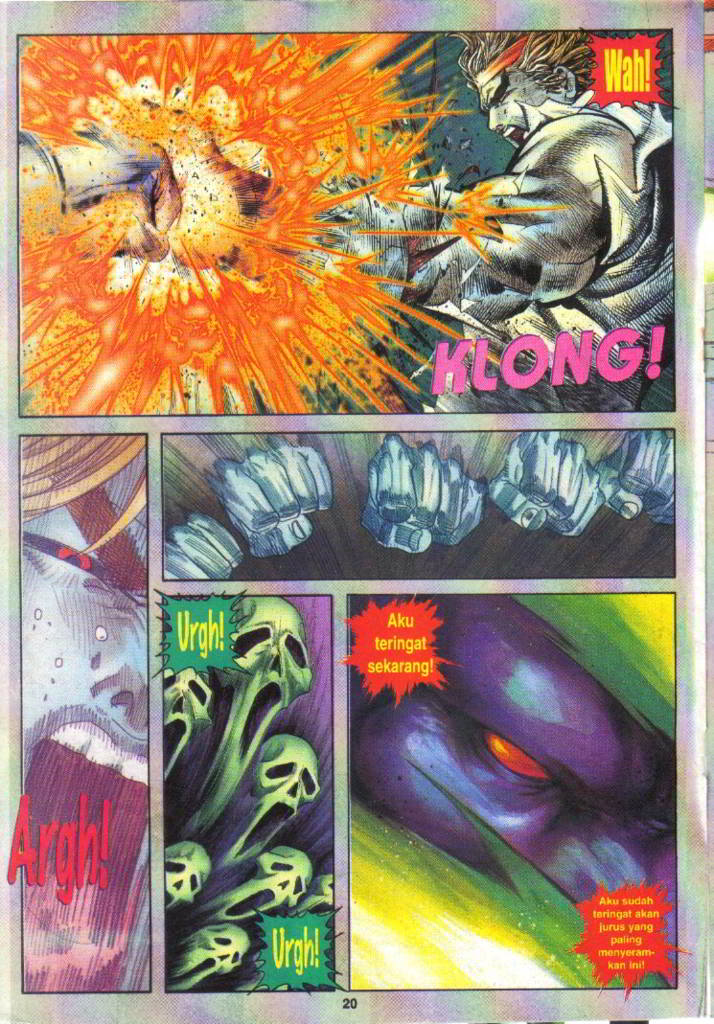 Wah!
KLONG!
Argh!
Urgh!
Urgh!
Aku
teringat
sekarang!
Aku sudah
teringat akan
jurus yang
paling
menyeram-
kan ini!
20